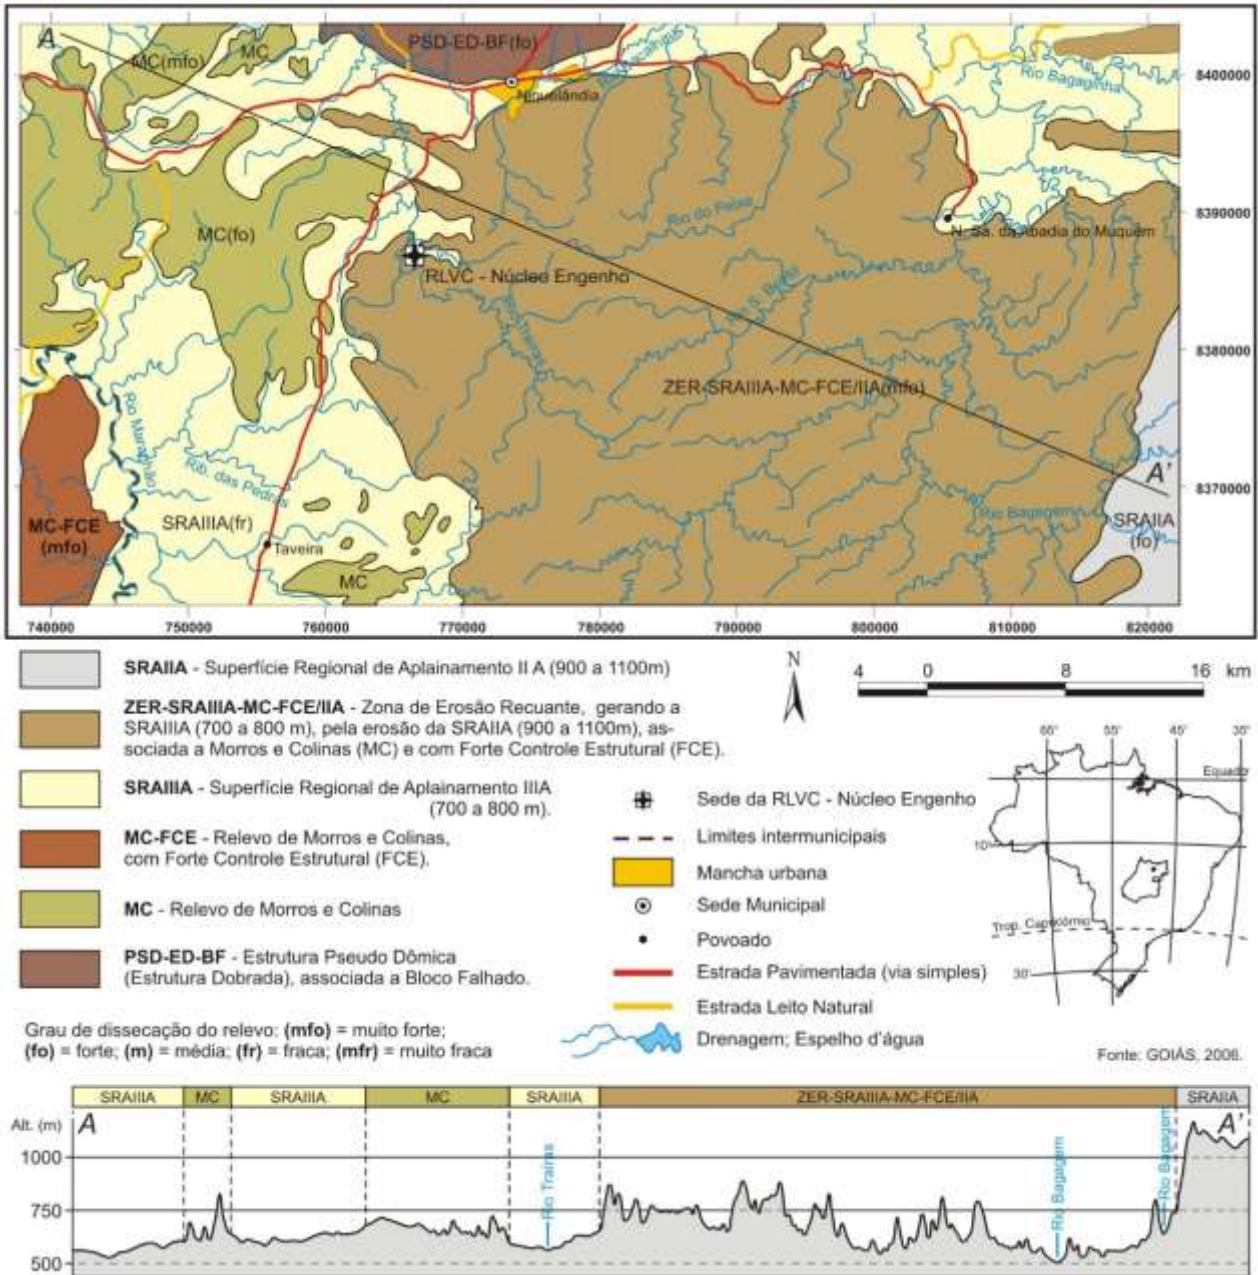 A
MC(mfo)
MC
PSD-ED-BF(fo)
Niquelândia
Rio Bagaginha
8400000
MC(fo)
Rio do Peixe
8390000
N. Sa. da Abadia do Muquém
RLVC - Núcleo Engenho
8380000
ZER-SRAIIIA-MC-FCE/IIA(mfo)
Rio Maranhão
Rib. das Pedras
A'
8370000
MC-FCE
(mfo)
SRAIIIA(fr)
Rio Bagagem
SRAIIA
(fo)
Taveira
MC
740000 750000 760000 770000 780000 790000 800000 810000 820000
SRAIIA - Superfície Regional de Aplainamento II A (900 a 1100m)
ZER-SRAIIIA-MC-FCE/IIA - Zona de Erosão Recuante, gerando a
SRAIIIA (700 a 800 m), pela erosão da SRAIIA (900 a 1100m), as-
sociada a Morros e Colinas (MC) e com Forte Controle Estrutural (FCE).
SRAIIIA - Superfície Regional de Aplainamento IIIA
(700 a 800 m).
MC-FCE - Relevo de Morros e Colinas,
com Forte Controle Estrutural (FCE).
MC - Relevo de Morros e Colinas
PSD-ED-BF - Estrutura Pseudo Dômica
(Estrutura Dobrada), associada a Bloco Falhado.
Grau de dissecação do relevo: (mfo) = muito forte;
(fo) = forte; (m) = média; (fr) = fraca; (mfr) = muito fraca
N
4 0 8 16 km
Sede da RLVC - Núcleo Engenho
Limites intermunicipais
Mancha urbana
Sede Municipal
Povoado
Estrada Pavimentada (via simples)
Estrada Leito Natural
Drenagem; Espelho d'água
65° 55° 45° 35°
Equador
10°
Trop. Capricórnio
30°
Fonte: GOIÁS, 2006.
SRAIIIA MC SRAIIIA MC SRAIIIA ZER-SRAIIIA-MC-FCE/IIA SRAIIA
Alt. (m)
A
A'
1000
750
500
Rio Traíras
Rio Bagagem
Rio Bagagem